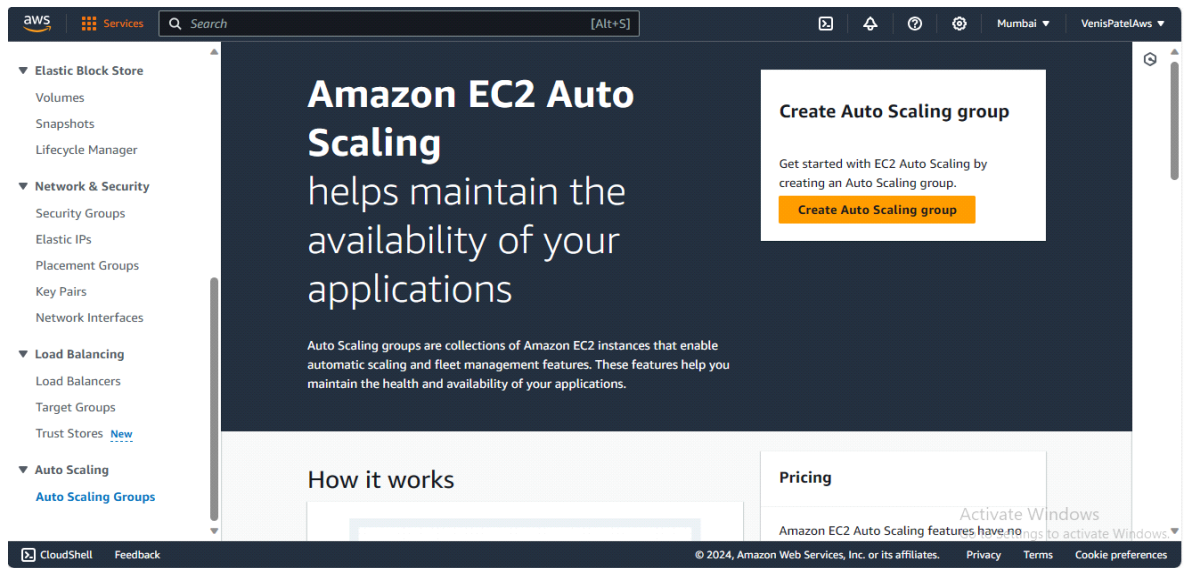 aws
Services
Search
[Alt+S]
Mumbai
VenisPatelAws
Elastic Block Store
Volumes
Snapshots
Lifecycle Manager
Network & Security
Security Groups
Elastic IPs
Placement Groups
Key Pairs
Network Interfaces
Load Balancing
Load Balancers
Target Groups
Trust Stores New
Auto Scaling
Auto Scaling Groups
Amazon EC2 Auto
Scaling
helps maintain the
availability of your
applications
Auto Scaling groups are collections of Amazon EC2 instances that enable
automatic scaling and fleet management features. These features help you
maintain the health and availability of your applications.
Create Auto Scaling group
Get started with EC2 Auto Scaling by
creating an Auto Scaling group.
Create Auto Scaling group
How it works
Pricing
Amazon EC2 Auto Scaling features have no
Activate Windows
Go to Settings to activate Windows.
CloudShell
Feedback
© 2024, Amazon Web Services, Inc. or its affiliates.
Privacy
Terms
Cookie preferences